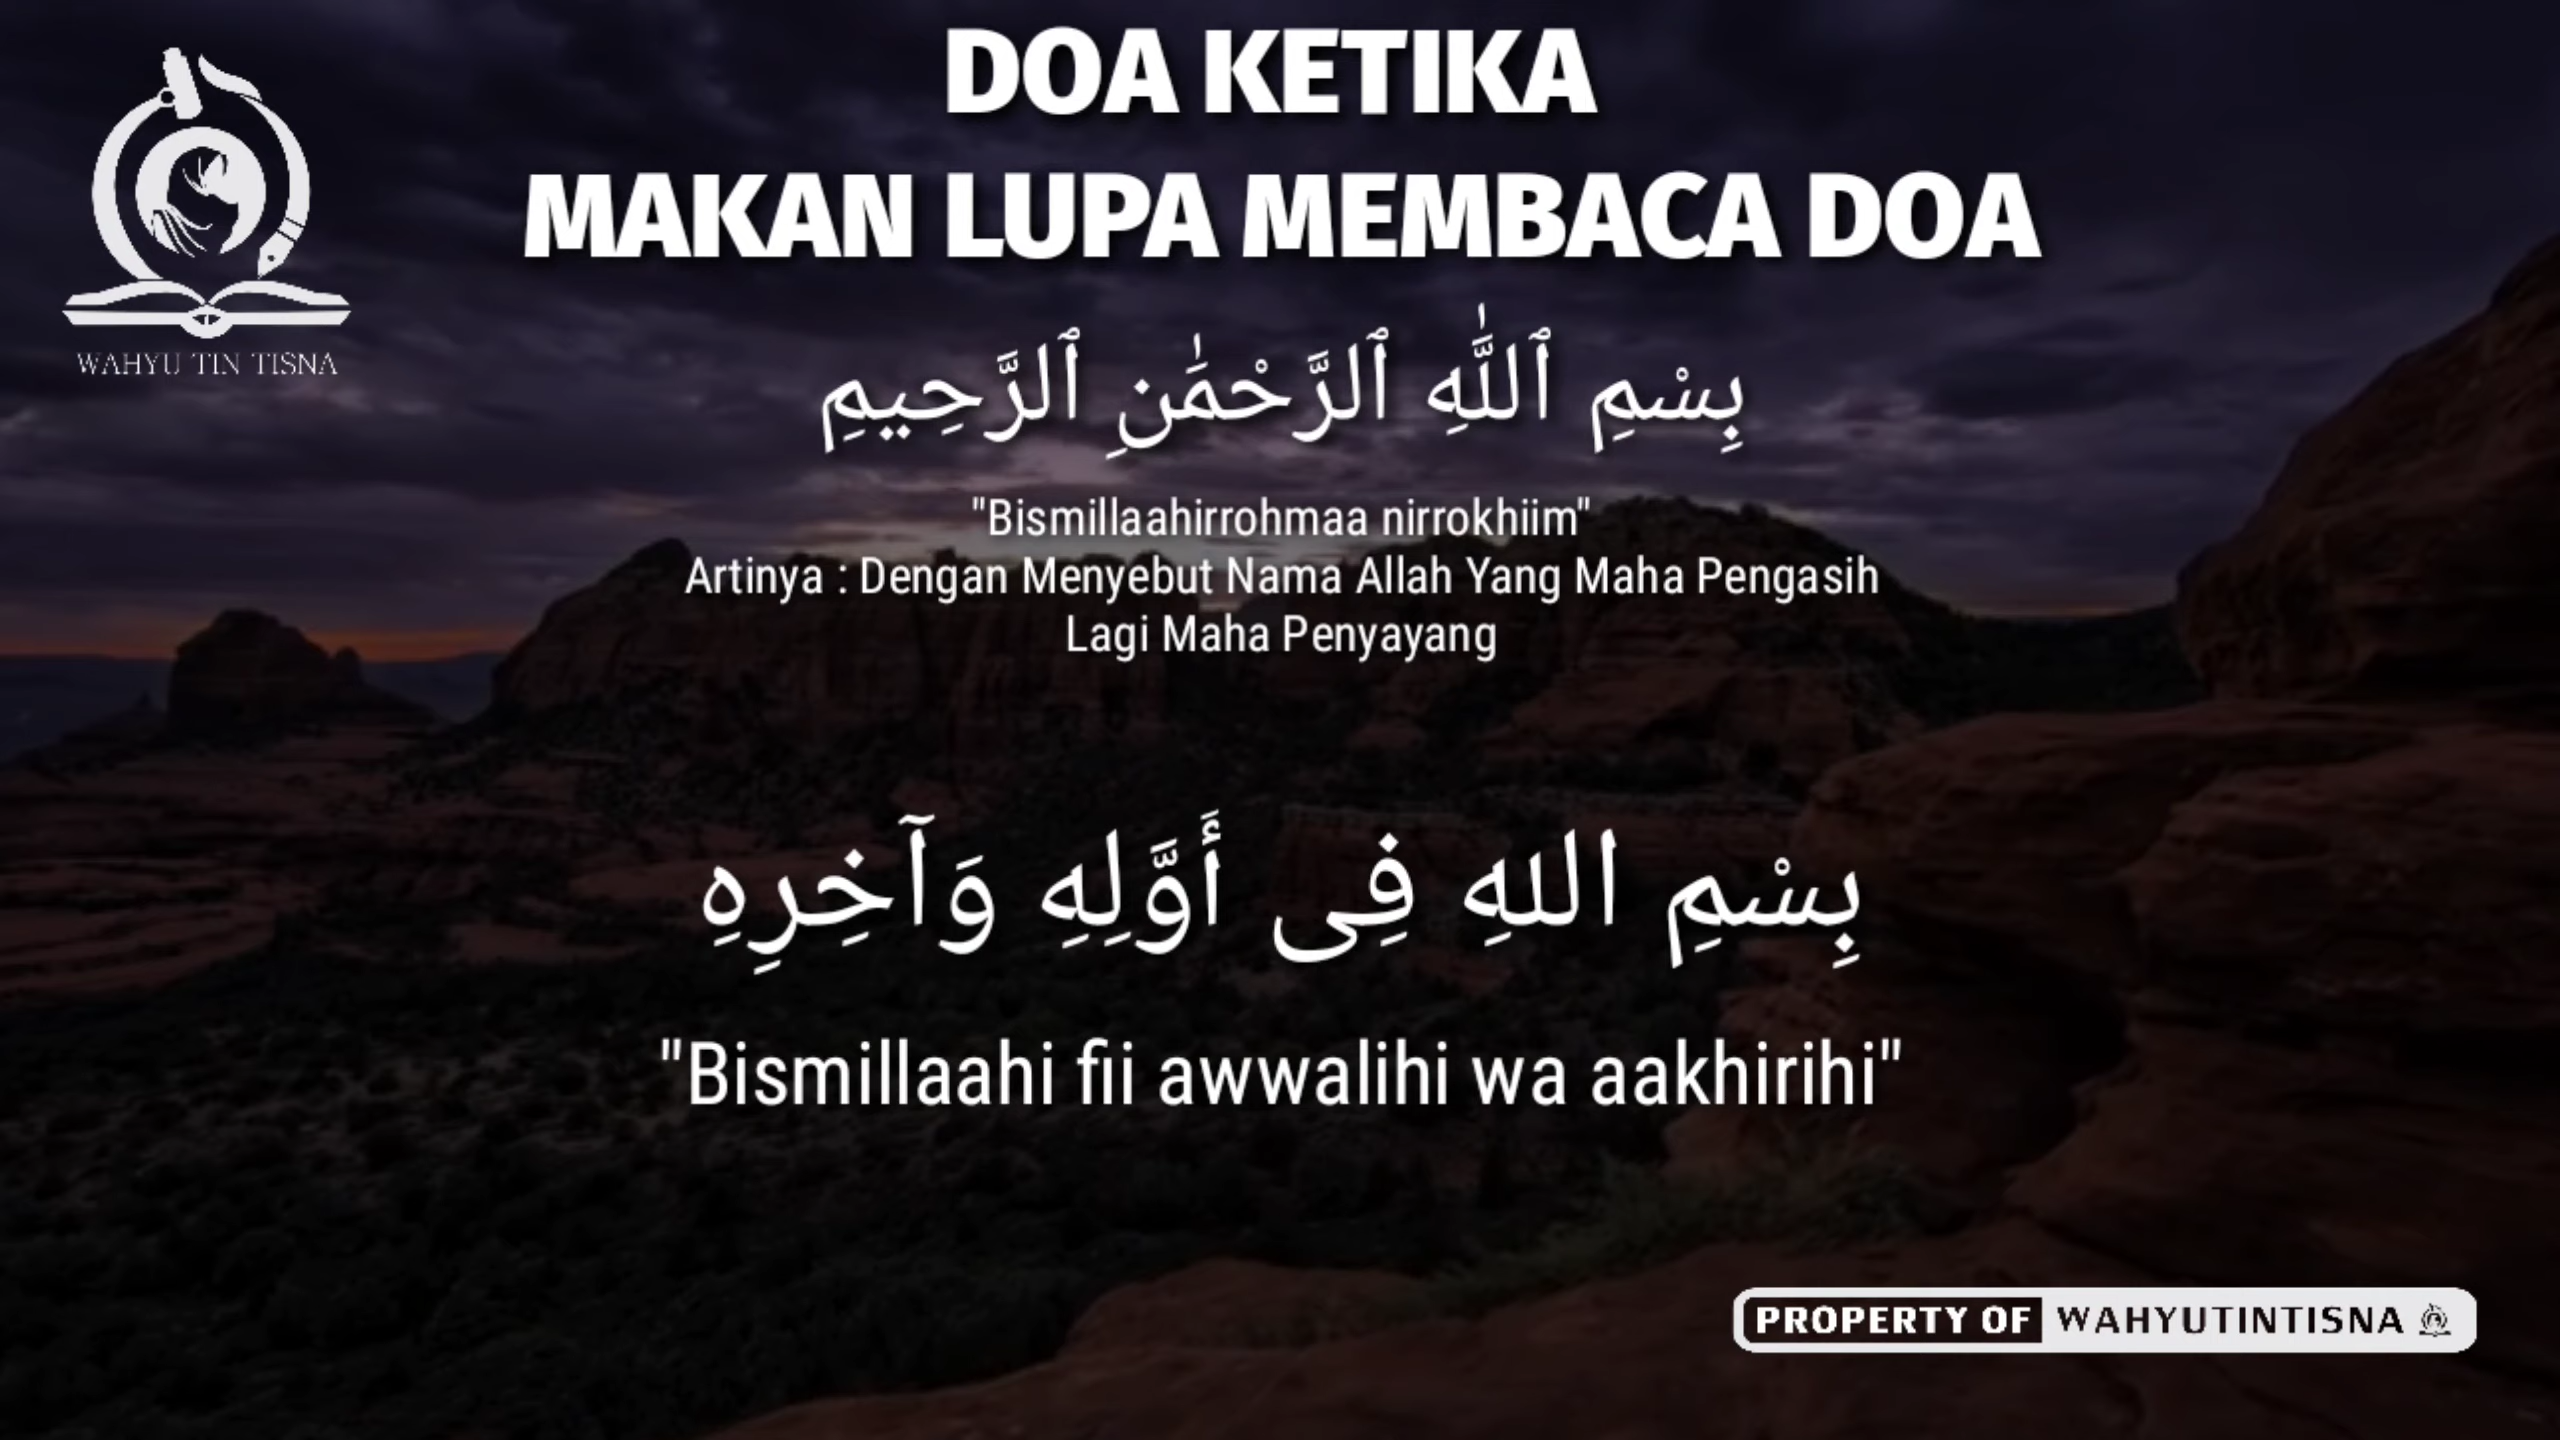 DOA KETIKA
MAKAN LUPA MEMBACA DOA
WAHYU TIN TISNA
بِسْمِ ٱللَّٰهِ ٱلرَّحْمَٰنِ ٱلرَّحِيمِ
"Bismillaahirrohmaa nirrokhiim"
Artinya : Dengan Menyebut Nama Allah Yang Maha Pengasih
Lagi Maha Penyayang
بِسْمِ اللهِ فِى أَوَّلِهِ وَآخِرِهِ
"Bismillaahi fii awwalihi wa aakhirihi"
PROPERTY OF WAHYUTINTISNA